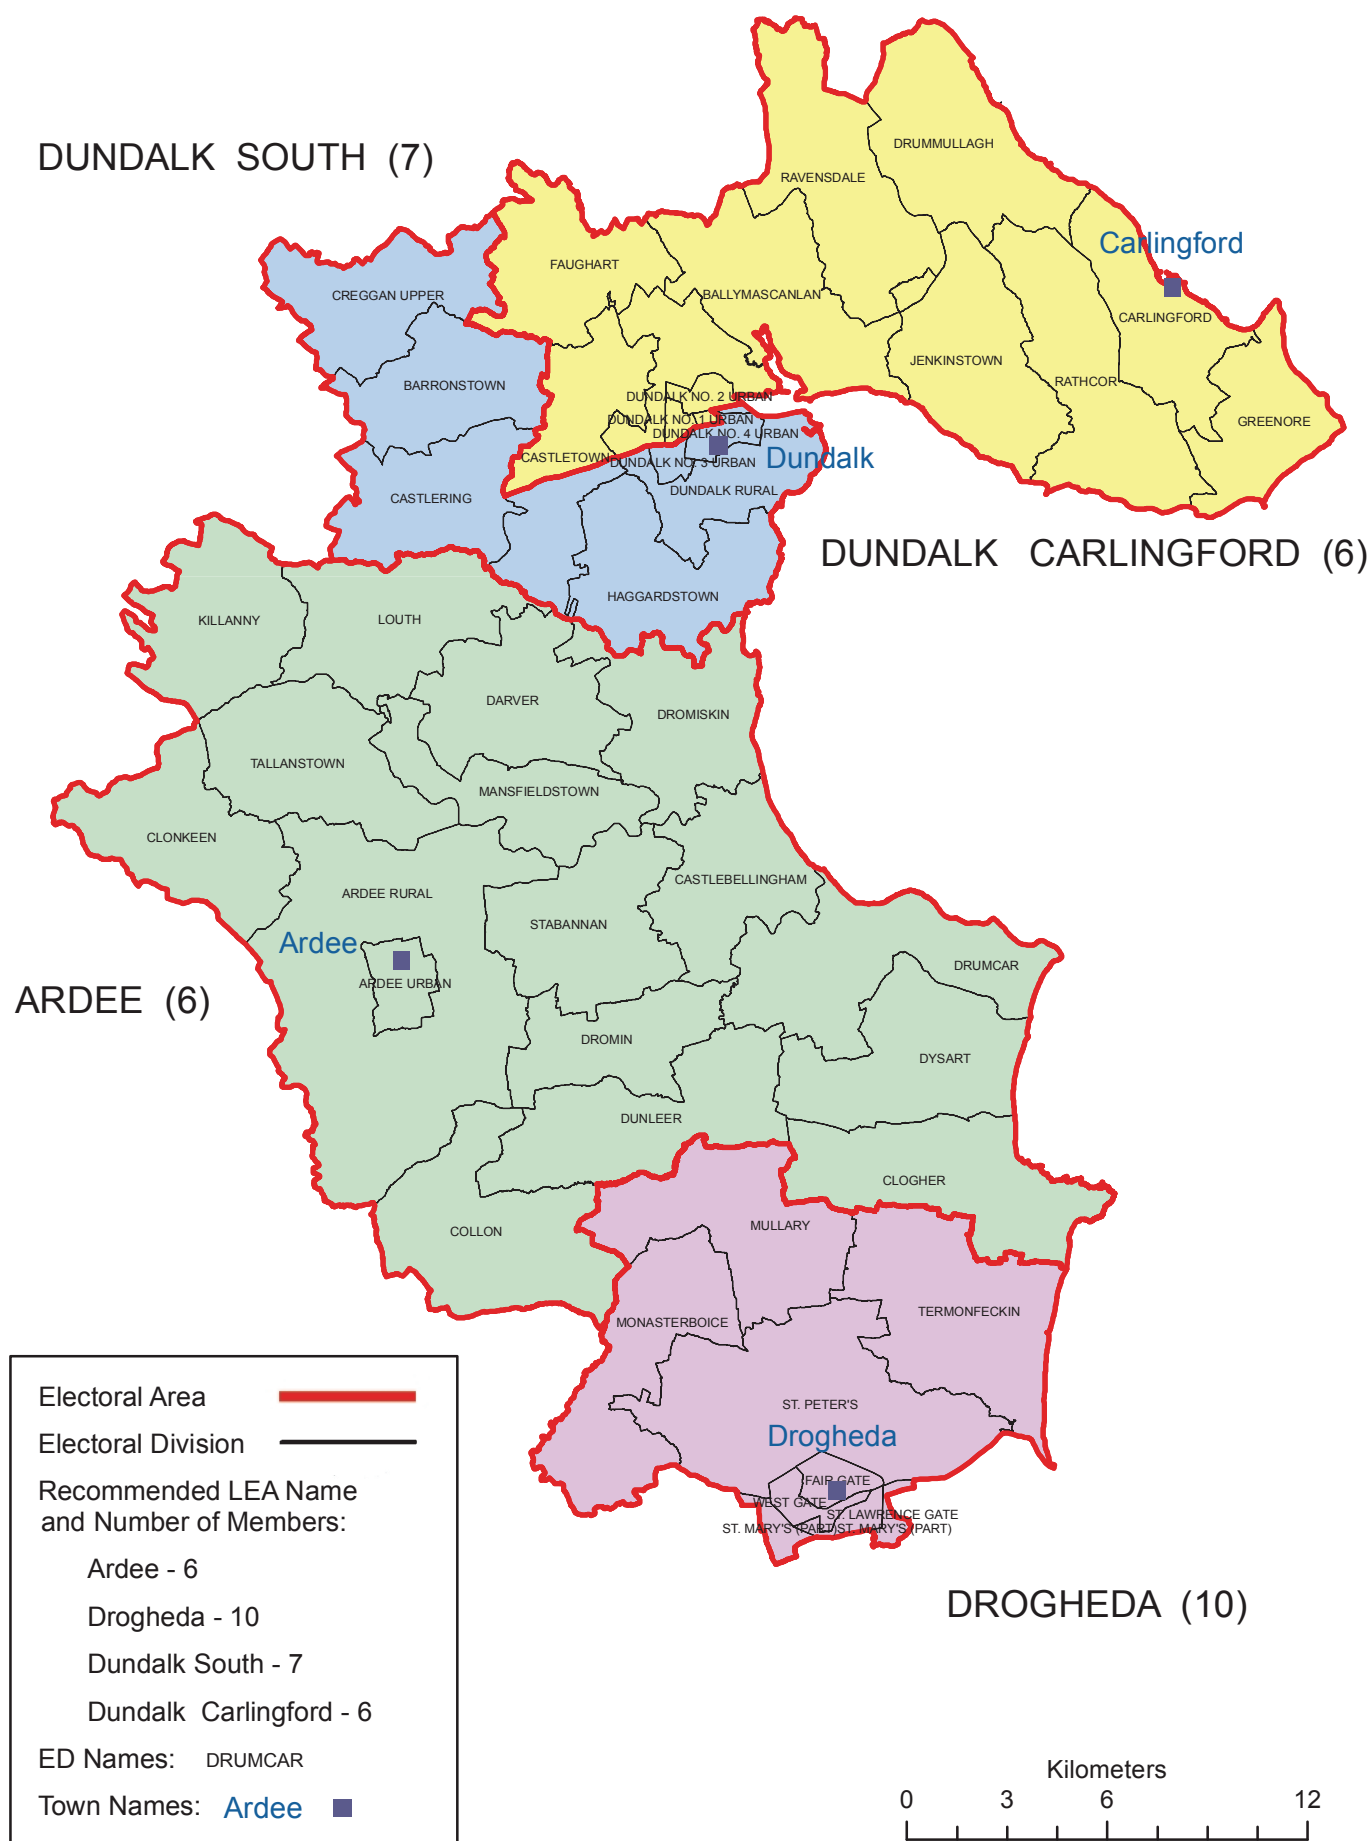 DUNDALK SOUTH (7)
DRUMMULLAGH
RAVENSDALE
Carlingford
FAUGHART
CREGGAN UPPER
BALLYMASCANLAN
CARLINGFORD
JENKINSTOWN
BARRONSTOWN
RATHCOR
DUNDALK NO. 2 URBAN
DUNDALK NO. 1 URBAN
GREENORE
DUNDALK NO. 4 URBAN
CASTLETOWN
DUNDALK NO. 3 URBAN
Dundalk
DUNDALK RURAL
CASTLERING
DUNDALK CARLINGFORD (6)
HAGGARDSTOWN
KILLANNY
LOUTH
DARVER
DROMISKIN
TALLANSTOWN
MANSFIELDSTOWN
CLONKEEN
CASTLEBELLINGHAM
ARDEE RURAL
STABANNAN
Ardee
DRUMCAR
ARDEE URBAN
ARDEE (6)
DROMIN
DYSART
DUNLEER
CLOGHER
MULLARY
COLLON
TERMONFECKIN
MONASTERBOICE
ST. PETER'S
Drogheda
FAIR GATE
WEST GATE
ST. LAWRENCE GATE
ST. MARY'S (PART)
ST. MARY'S (PART)
DROGHEDA (10)
Electoral Area
Electoral Division
Recommended LEA Name
and Number of Members:
Ardee - 6
Drogheda - 10
Dundalk South - 7
Dundalk Carlingford - 6
ED Names: DRUMCAR
Town Names: Ardee
Kilometers
0 3 6 12